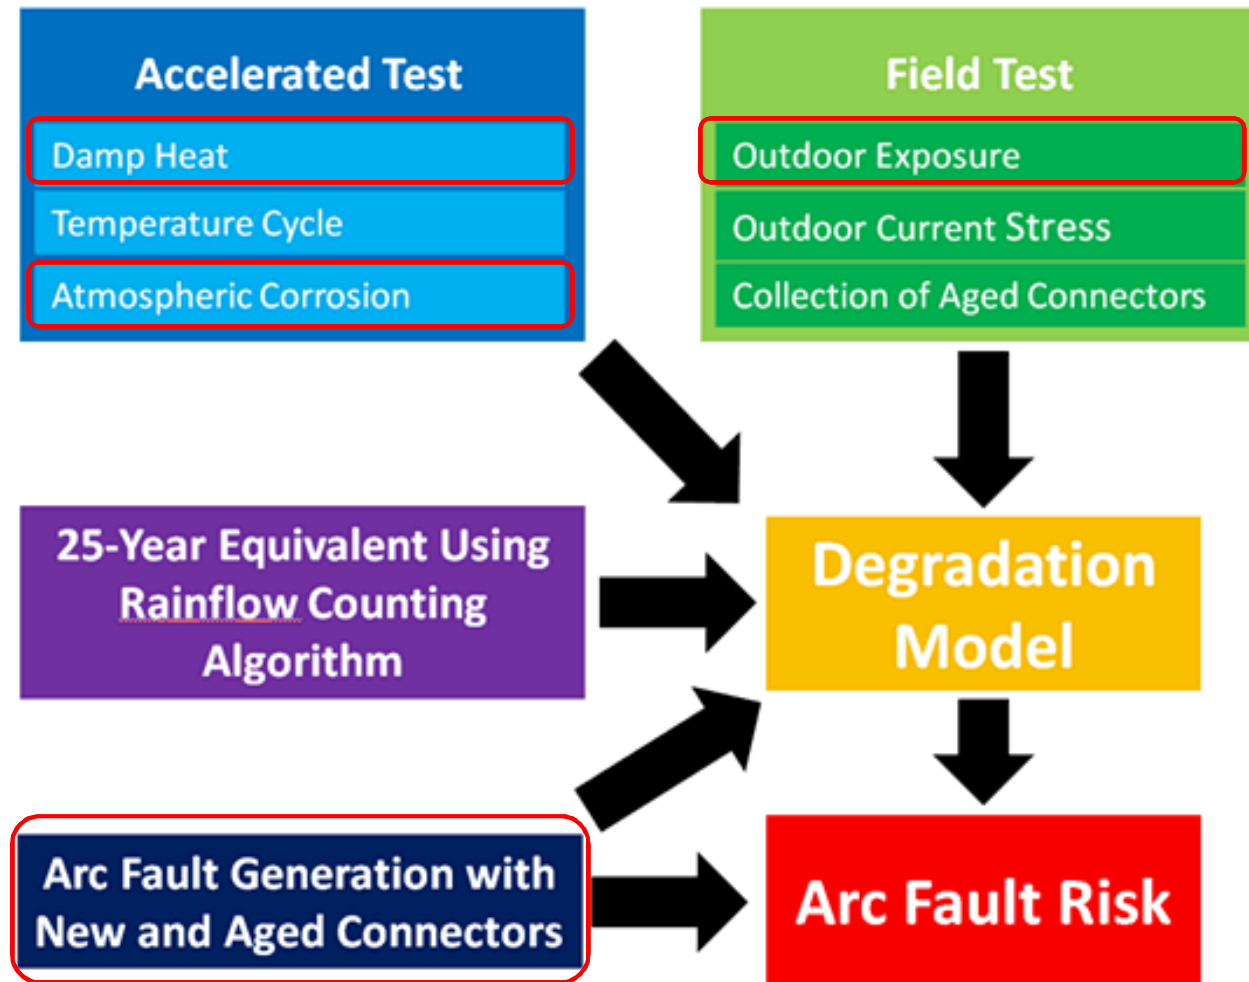 Accelerated Test
Damp Heat
Temperature Cycle
Atmospheric Corrosion
Field Test
Outdoor Exposure
Outdoor Current Stress
Collection of Aged Connectors
25-Year Equivalent Using
Rainflow Counting
Algorithm
Degradation
Model
Arc Fault Generation with
New and Aged Connectors
Arc Fault Risk